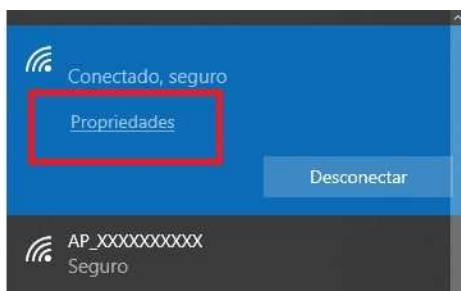 Conectado, seguro
Propriedades
Desconectar
AP_XXXXXXXXXX
Seguro